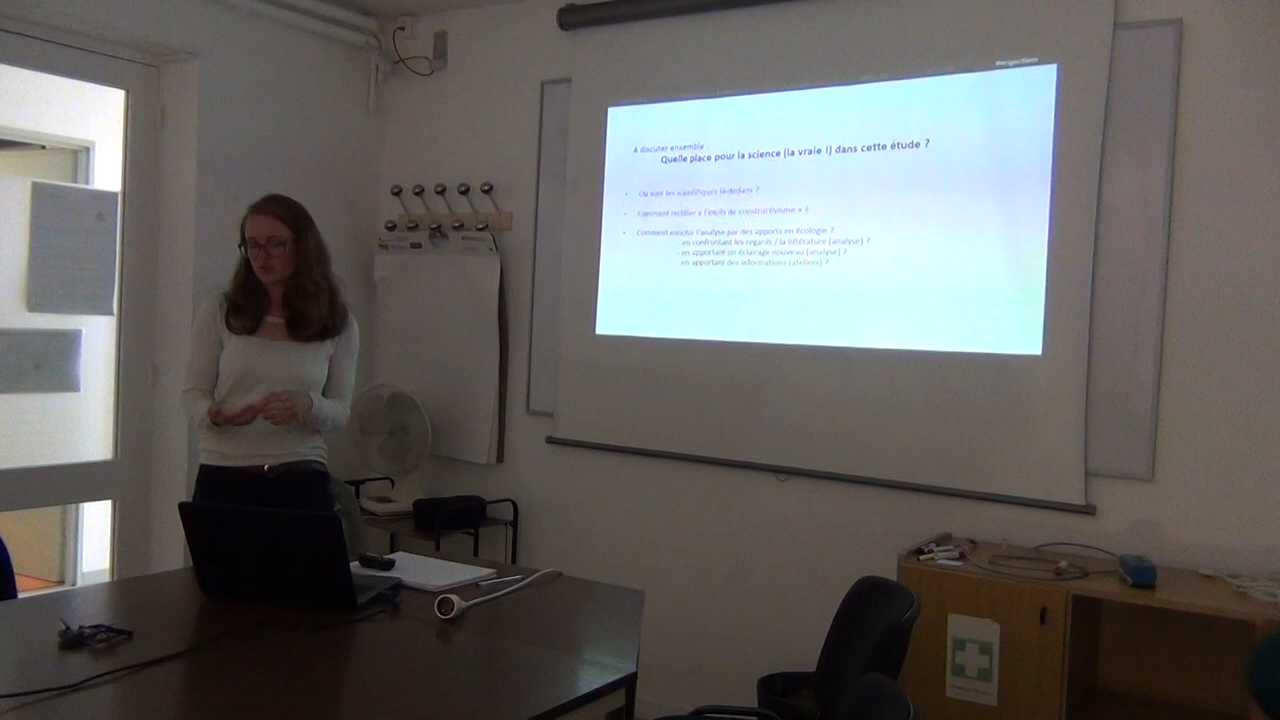 A discuter ensemble :
Quelle place pour la science (la vraie !) dans cette étude ?
Où sont les scientifiques là-dedans ?
Comment rectifier « l'excès de constructivisme » ?
Comment enrichir l'analyse par des apports en écologie ?
- en confrontant les regards / la littérature (analyse) ?
- en apportant un éclairage nouveau (analyse) ?
- en apportant des informations (ateliers) ?